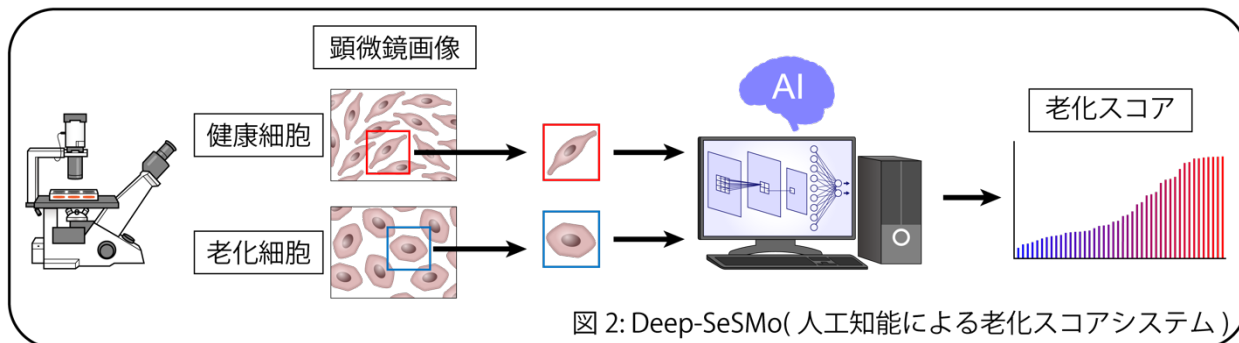 顕微鏡画像
健康細胞
老化細胞
AI
老化スコア
図 2: Deep-SeSMo( 人工知能による老化スコアシステム )